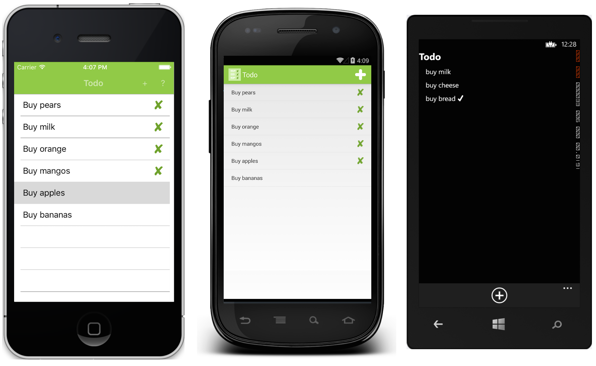 Carrier
4:07 PM
Todo
+ ?
Buy pears
Buy milk
Buy orange
Buy mangos
Buy apples
Buy bananas
4:09
Todo
Buy pears
Buy milk
Buy orange
Buy mangos
Buy apples
Buy bananas
12:28
Todo
buy milk
buy cheese
buy bread